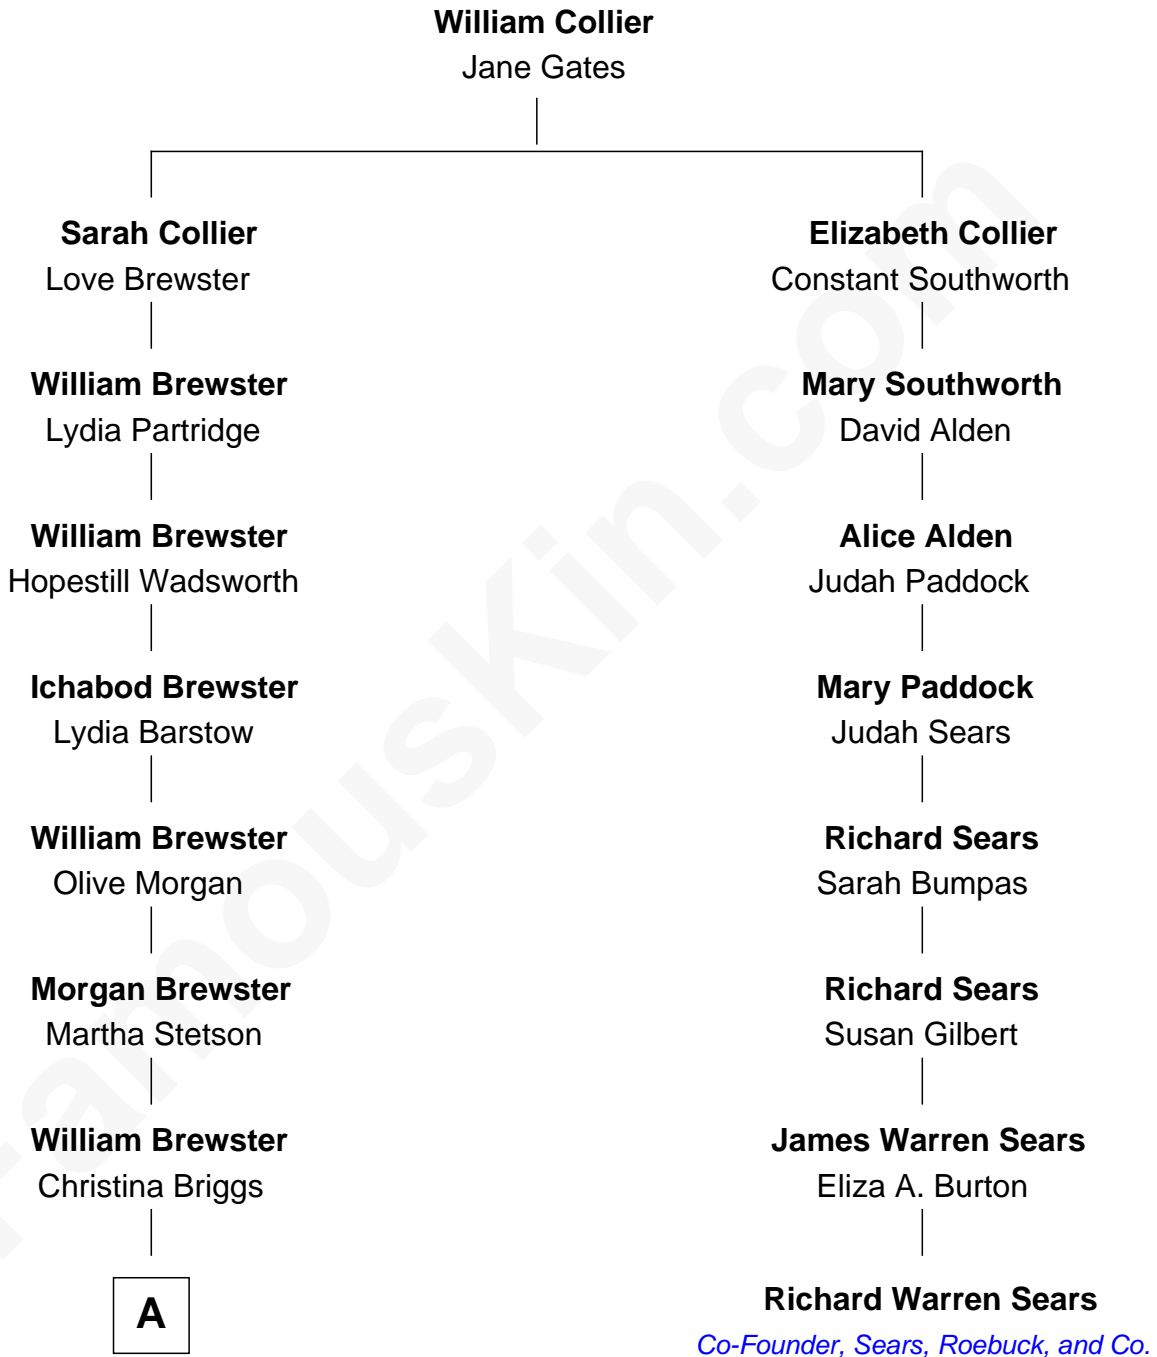 William Collier
Jane Gates
Sarah Collier
Love Brewster
Elizabeth Collier
Constant Southworth
William Brewster
Lydia Partridge
Mary Southworth
David Alden
William Brewster
Hopestill Wadsworth
Alice Alden
Judah Paddock
Ichabod Brewster
Lydia Barstow
Mary Paddock
Judah Sears
William Brewster
Olive Morgan
Richard Sears
Sarah Bumpas
Morgan Brewster
Martha Stetson
Richard Sears
Susan Gilbert
William Brewster
Christina Briggs
James Warren Sears
Eliza A. Burton
A
Richard Warren Sears
Co-Founder, Sears, Roebuck, and Co.
FamousKin.com